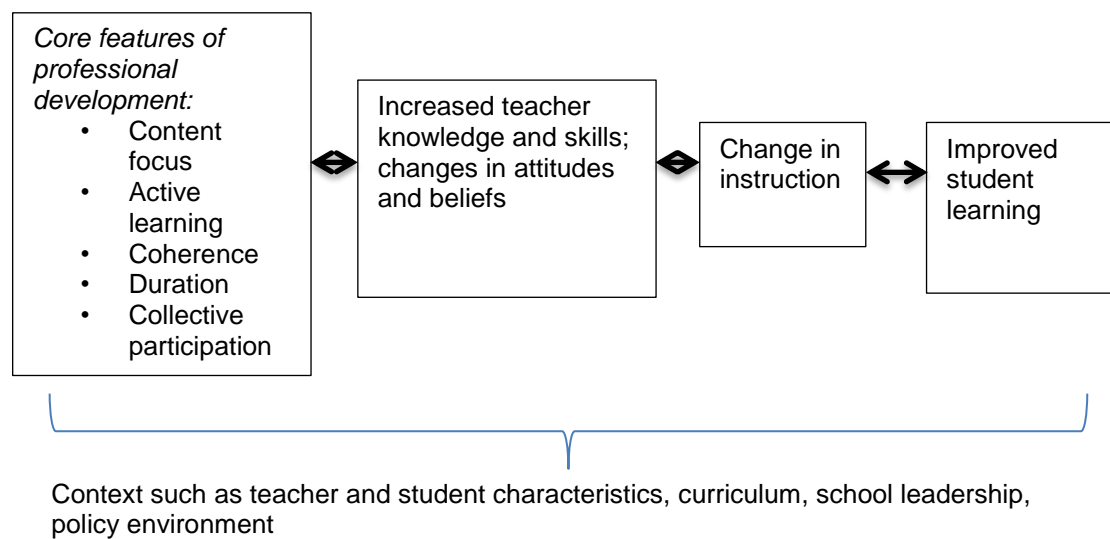 Core features of
professional
development:
• Content
focus
• Active
learning
• Coherence
• Duration
• Collective
participation
Increased teacher
knowledge and skills;
changes in attitudes
and beliefs
Change in
instruction
Improved
student
learning
Context such as teacher and student characteristics, curriculum, school leadership,
policy environment